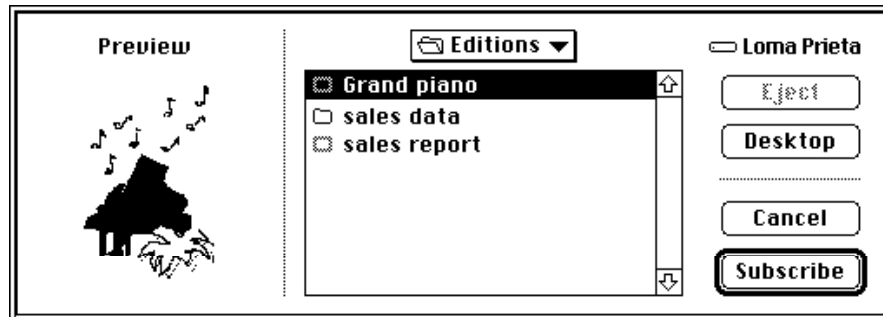 Preview
Editions
Loma Prieta
Grand piano
sales data
sales report
Eject
Desktop
Cancel
Subscribe